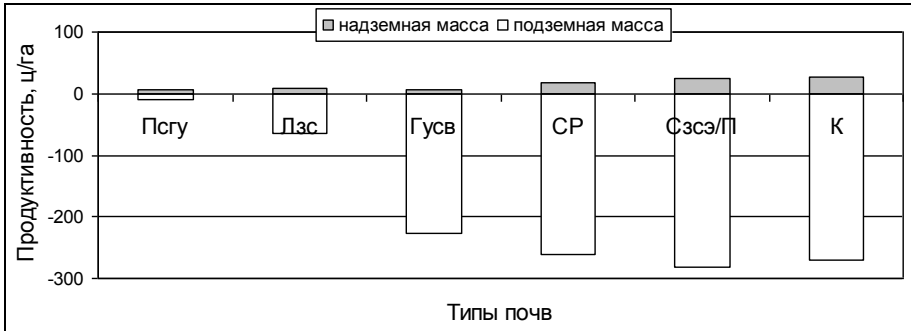 надземная масса подземная масса
100
0
-100
-200
-300
Продуктивность, ц/га
Псгу Лзс Гусв СР Сзсэ/П К
Типы почв